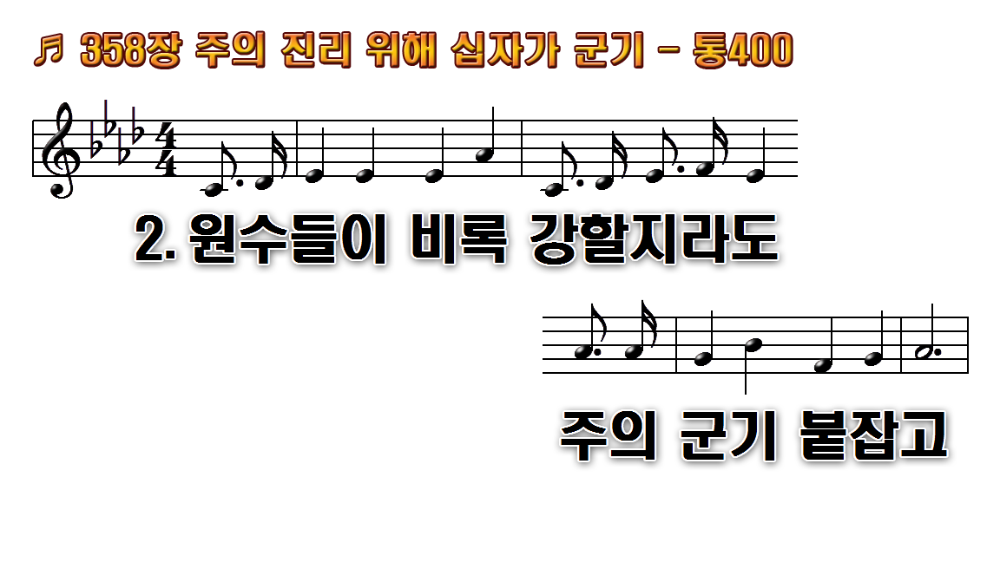 ♬ 358장 주의 진리 위해 십자가 군기 - 통400
4
4
2. 원수들이 비록 강할지라도
주의 군기 붙잡고